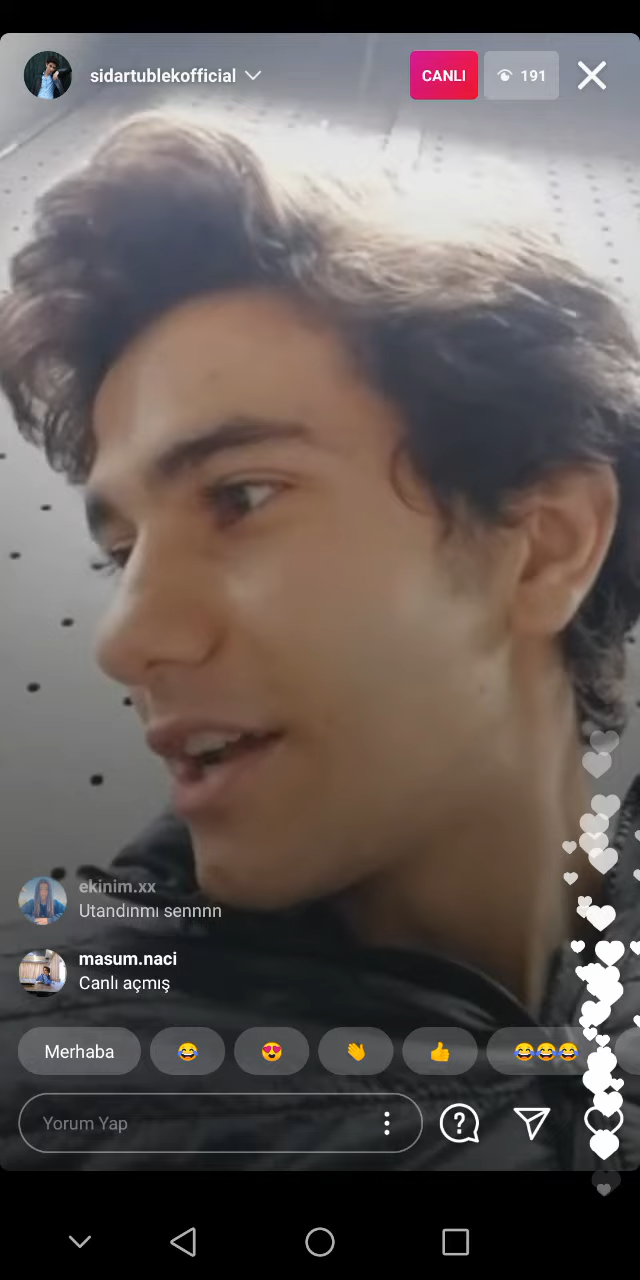 sidartublekofficial
CANLI
191
ekinim.xx
Utandınmı sennnn
masum.naci
Canlı açmış
Merhaba
Yorum Yap